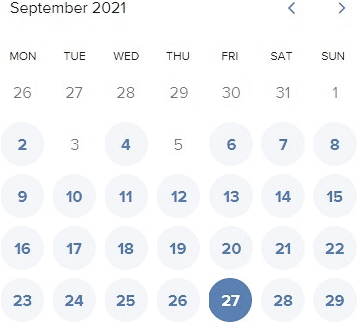 September 2021
MON TUE WED THU FRI SAT SUN
26 27 28 29 30 31 1
2 3 4 5 6 7 8
9 10 11 12 13 14 15
16 17 18 19 20 21 22
23 24 25 26 27 28 29